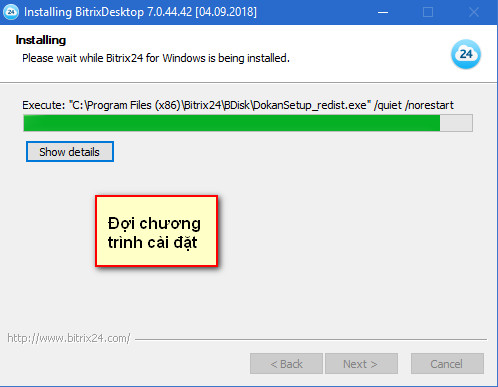 24 Installing BitrixDesktop 7.0.44.42 [04.09.2018]
Installing
Please wait while Bitrix24 for Windows is being installed.
24
Execute: "C:\Program Files (x86)\Bitrix24\BDisk\DokanSetup_redist.exe" /quiet /norestart
Show details
Đợi chương
trình cài đặt
http://www.bitrix24.com/
< Back Next > Cancel